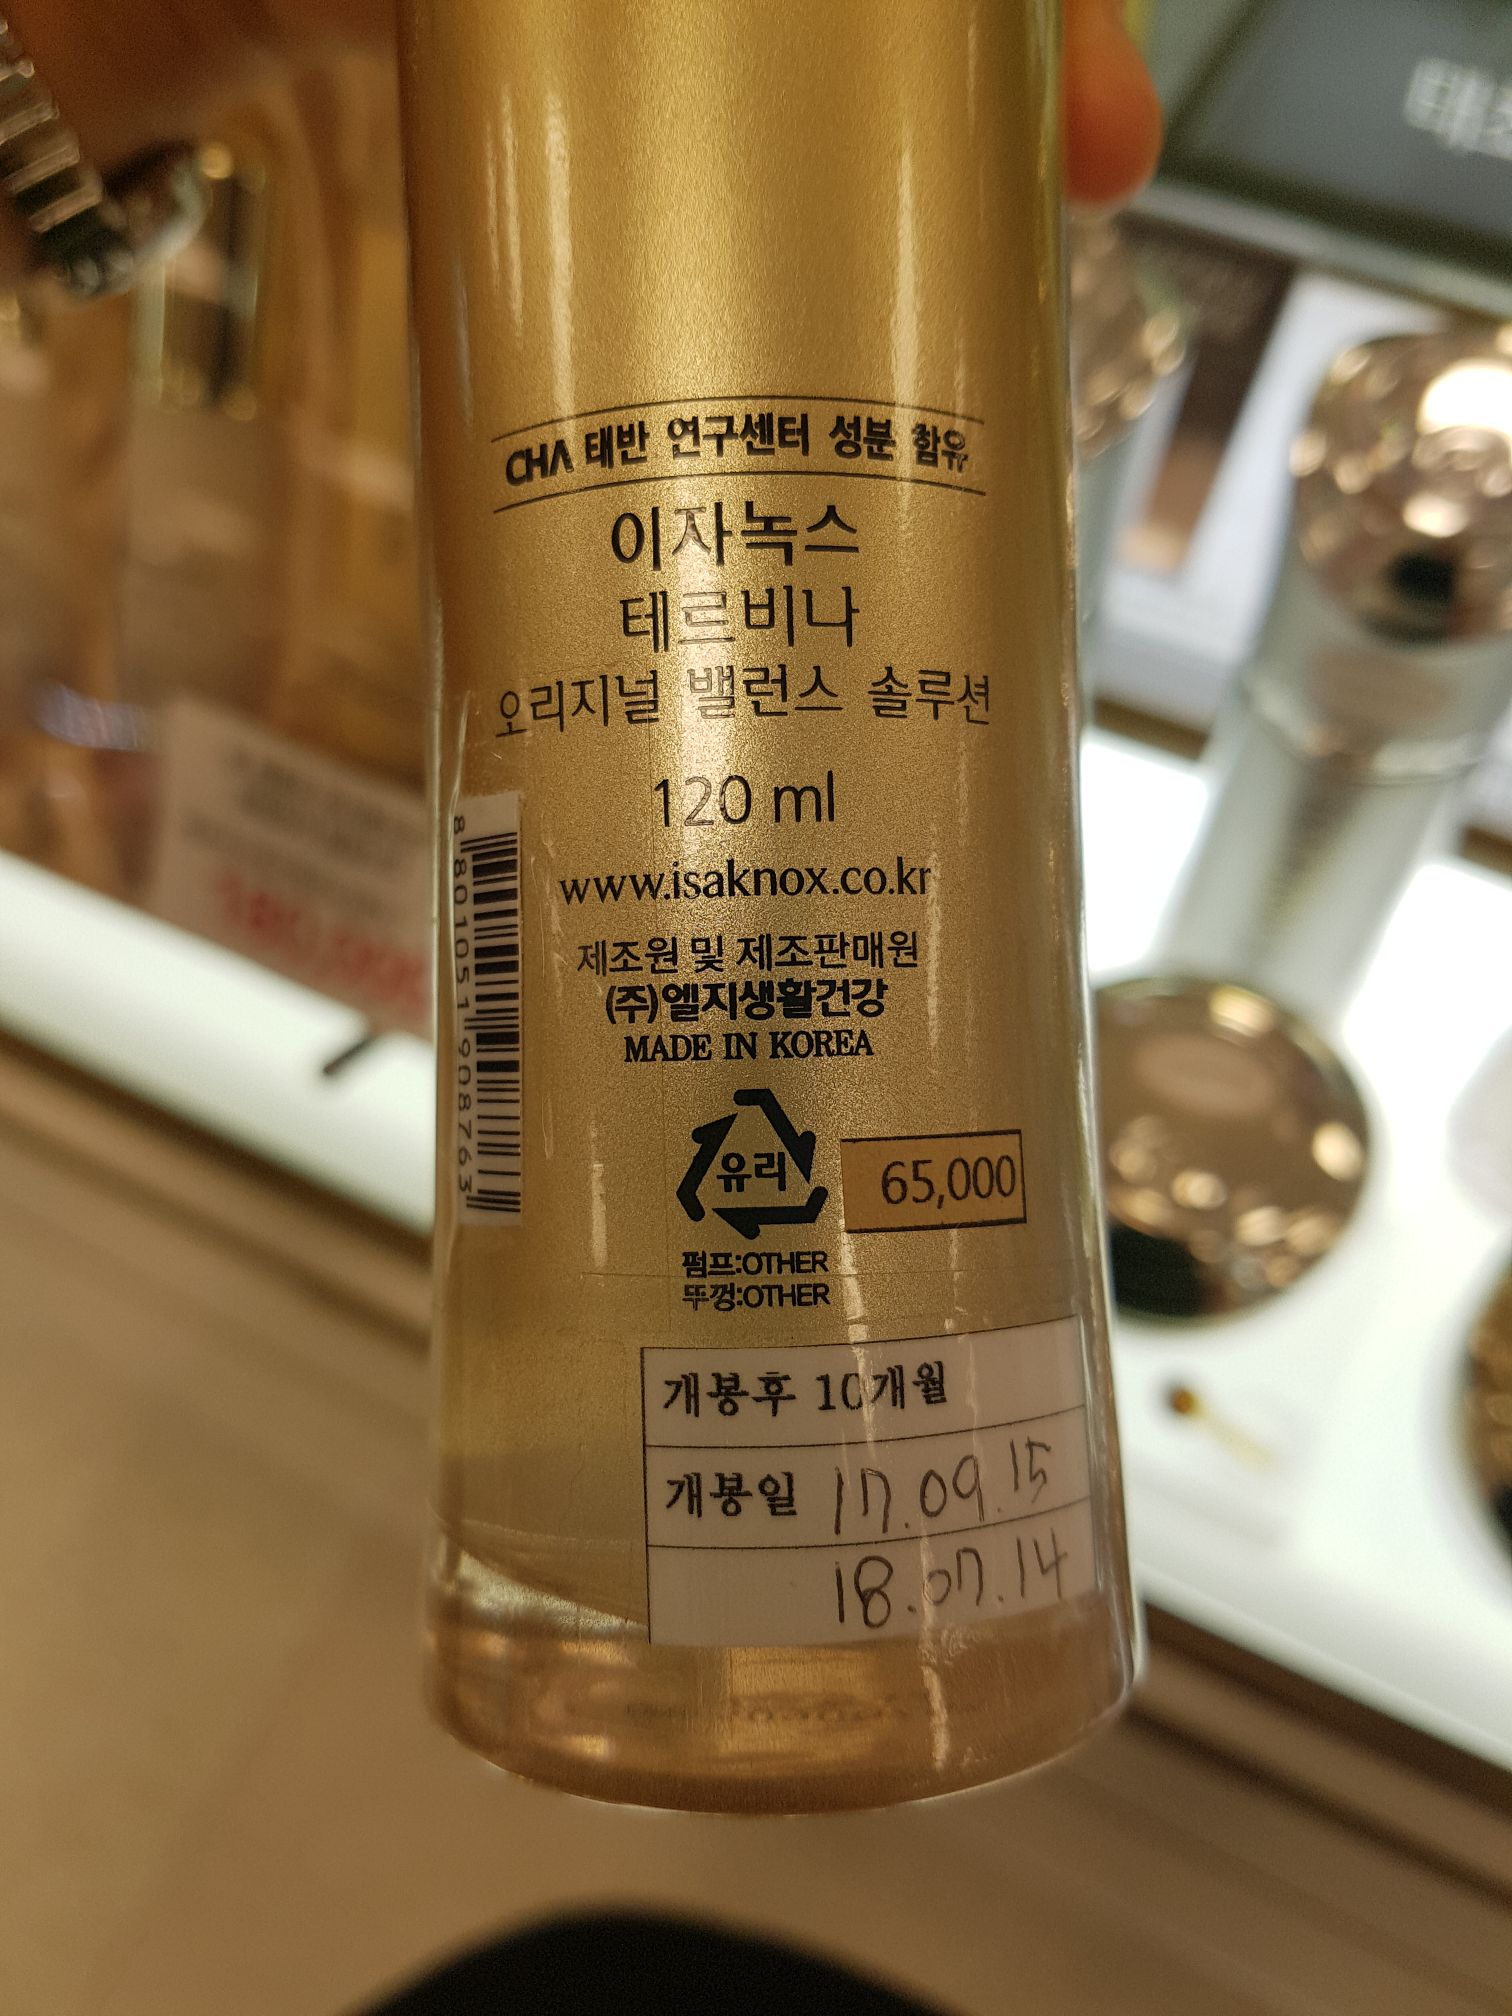 CHA 태반 연구센터 성분 함유
이자녹스
테르비나
오리지널 밸런스 솔루션
120 ml
www.isaknox.co.kr
제조원 및 제조판매원
(주)엘지생활건강
MADE IN KOREA
유리
65,000
펌프:OTHER
뚜껑:OTHER
8 801051 908763
개봉후 10개월
개봉일 17.09.15
18.07.14